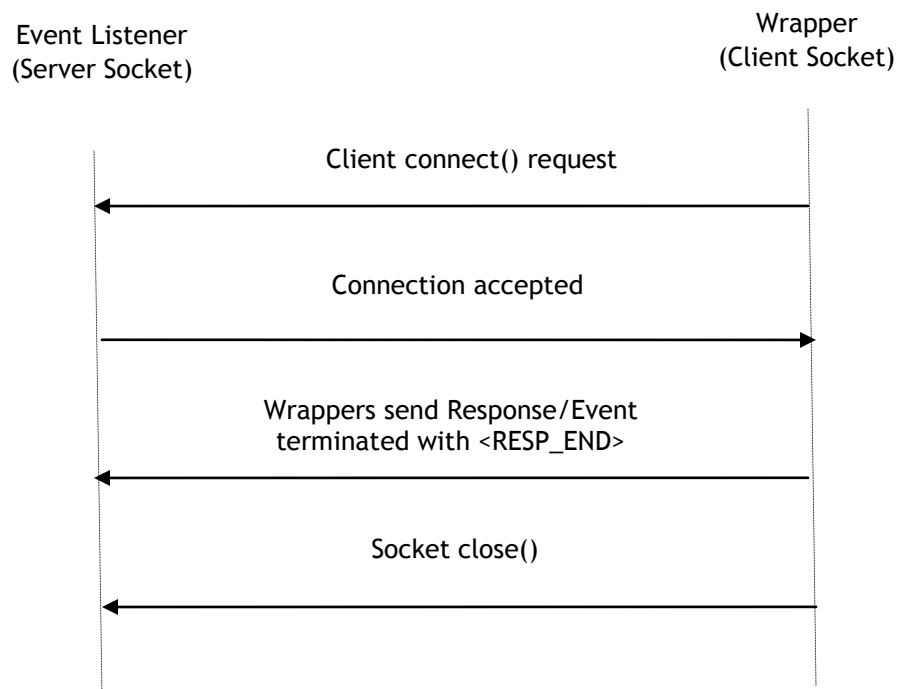 Event Listener
(Server Socket)
Wrapper
(Client Socket)
Client connect() request
Connection accepted
Wrappers send Response/Event
terminated with <RESP_END>
Socket close()